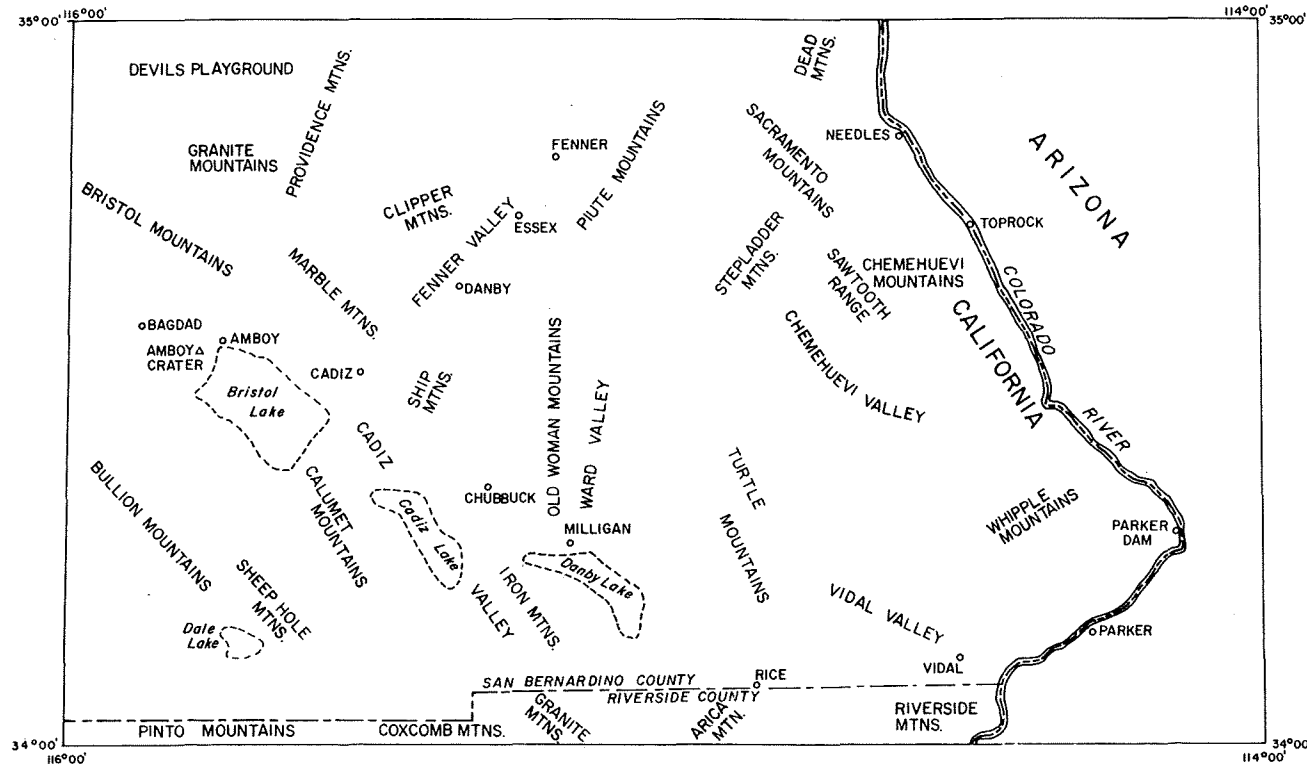 35°00'
116°00'
114°00'
35°00'
DEVILS PLAYGROUND
PROVIDENCE MTNS.
DEAD
MTNS.
GRANITE
MOUNTAINS
FENNER
PIUTE MOUNTAINS
SACRAMENTO
MOUNTAINS
NEEDLES
ARIZONA
BRISTOL MOUNTAINS
CLIPPER
MTNS.
FENNER VALLEY
ESSEX
TOPROCK
MARBLE MTNS.
DANBY
STEPLADDER
MTNS.
SAWTOOTH
RANGE
CHEMEHUEVI
MOUNTAINS
COLORADO
RIVER
CALIFORNIA
BAGDAD
AMBOY
AMBOY
CRATER
Bristol
Lake
CADIZ
SHIP
MTNS.
OLD WOMAN MOUNTAINS
WARD VALLEY
CHEMEHUEVI VALLEY
CADIZ
VALLEY
BULLION MOUNTAINS
CALUMET
MOUNTAINS
CHUBBUCK
Cadiz
Lake
MILLIGAN
TURTLE
MOUNTAINS
WHIPPLE
MOUNTAINS
PARKER
DAM
SHEEP HOLE
MTNS.
IRON MTNS.
Danby Lake
Dale
Lake
VIDAL VALLEY
PARKER
VIDAL
SAN BERNARDINO COUNTY
RIVERSIDE COUNTY
RICE
PINTO MOUNTAINS
COXCOMB MTNS.
GRANITE
MTNS.
ARICA
MTN.
RIVERSIDE
MTNS.
34°00'
116°00'
114°00'
34°00'